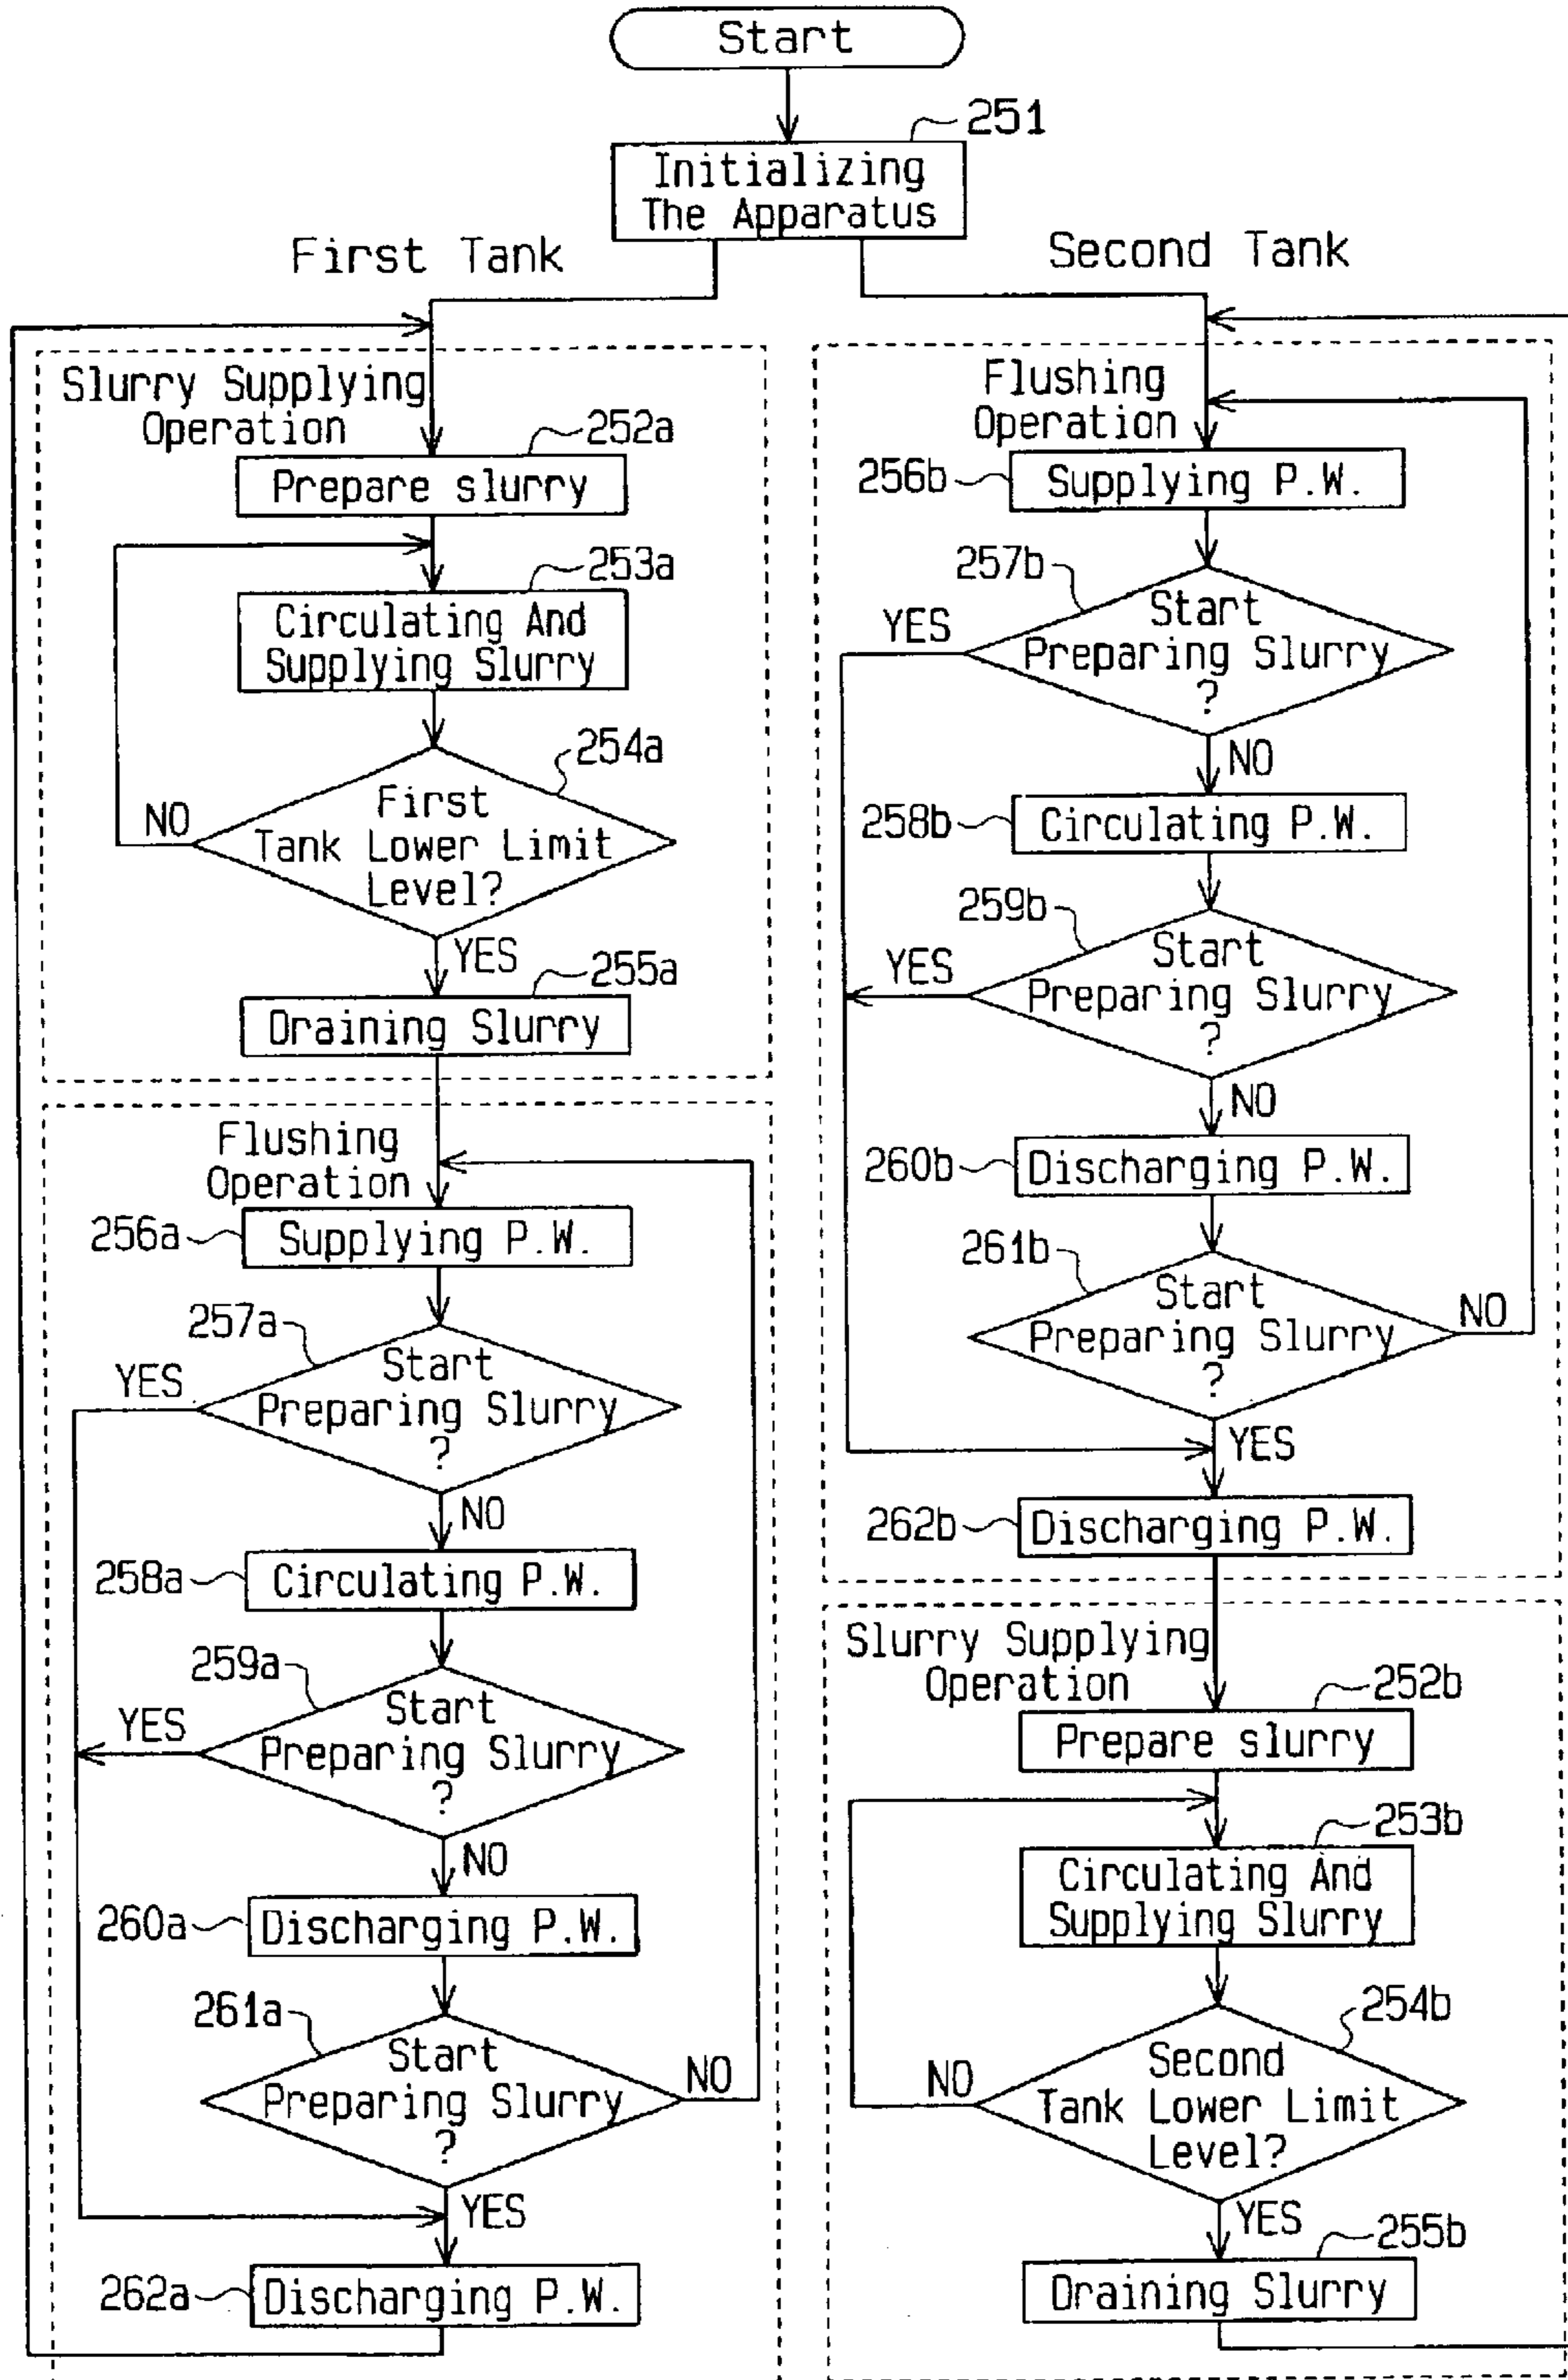 Start
251
Initializing
The Apparatus
First Tank
Second Tank
Slurry Supplying
Operation
252a
Prepare slurry
253a
Circulating And
Supplying Slurry
254a
First
Tank Lower Limit
Level?
NO
YES
255a
Draining Slurry
Flushing
Operation
256a
Supplying P.W.
257a
Start
Preparing Slurry
?
YES
NO
258a
Circulating P.W.
259a
Start
Preparing Slurry
?
YES
NO
260a
Discharging P.W.
261a
Start
Preparing Slurry
?
NO
YES
262a
Discharging P.W.
Flushing
Operation
256b
Supplying P.W.
257b
Start
Preparing Slurry
?
YES
NO
258b
Circulating P.W.
259b
Start
Preparing Slurry
?
YES
NO
260b
Discharging P.W.
261b
Start
Preparing Slurry
?
NO
YES
262b
Discharging P.W.
Slurry Supplying
Operation
252b
Prepare slurry
253b
Circulating And
Supplying Slurry
254b
Second
Tank Lower Limit
Level?
NO
YES
255b
Draining Slurry